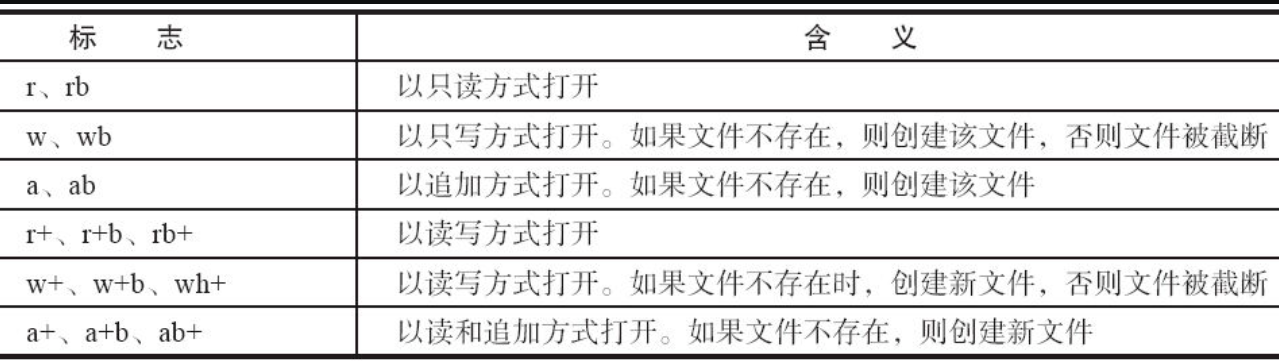 标 志 含 义
r、rb 以只读方式打开
w、wb 以只写方式打开。如果文件不存在，则创建该文件，否则文件被截断
a、ab 以追加方式打开。如果文件不存在，则创建该文件
r+、r+b、rb+ 以读写方式打开
w+、w+b、wh+ 以读写方式打开。如果文件不存在时，创建新文件，否则文件被截断
a+、a+b、ab+ 以读和追加方式打开。如果文件不存在，则创建新文件